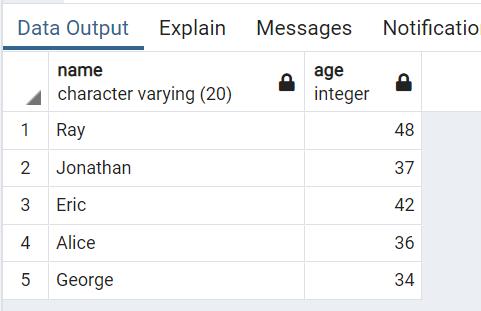 Data Output Explain Messages Notificatio
name age
character varying (20) integer
1 Ray 48
2 Jonathan 37
3 Eric 42
4 Alice 36
5 George 34